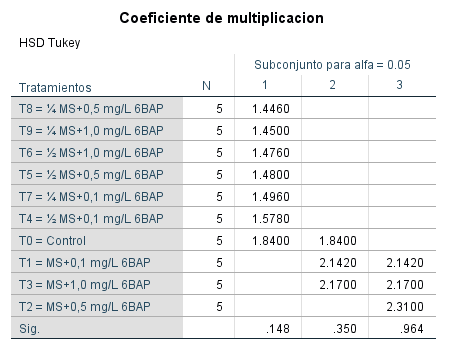 Coeficiente de multiplicacion
HSD Tukey
Subconjunto para alfa = 0.05
Tratamientos N 1 2 3
T8 = ¼ MS+0,5 mg/L 6BAP 5 1.4460
T9 = ¼ MS+1,0 mg/L 6BAP 5 1.4500
T6 = ½ MS+1,0 mg/L 6BAP 5 1.4760
T5 = ½ MS+0,5 mg/L 6BAP 5 1.4800
T7 = ¼ MS+0,1 mg/L 6BAP 5 1.4960
T4 = ½ MS+0,1 mg/L 6BAP 5 1.5780
T0 = Control 5 1.8400 1.8400
T1 = MS+0,1 mg/L 6BAP 5 2.1420 2.1420
T3 = MS+1,0 mg/L 6BAP 5 2.1700 2.1700
T2 = MS+0,5 mg/L 6BAP 5 2.3100
Sig. .148 .350 .964